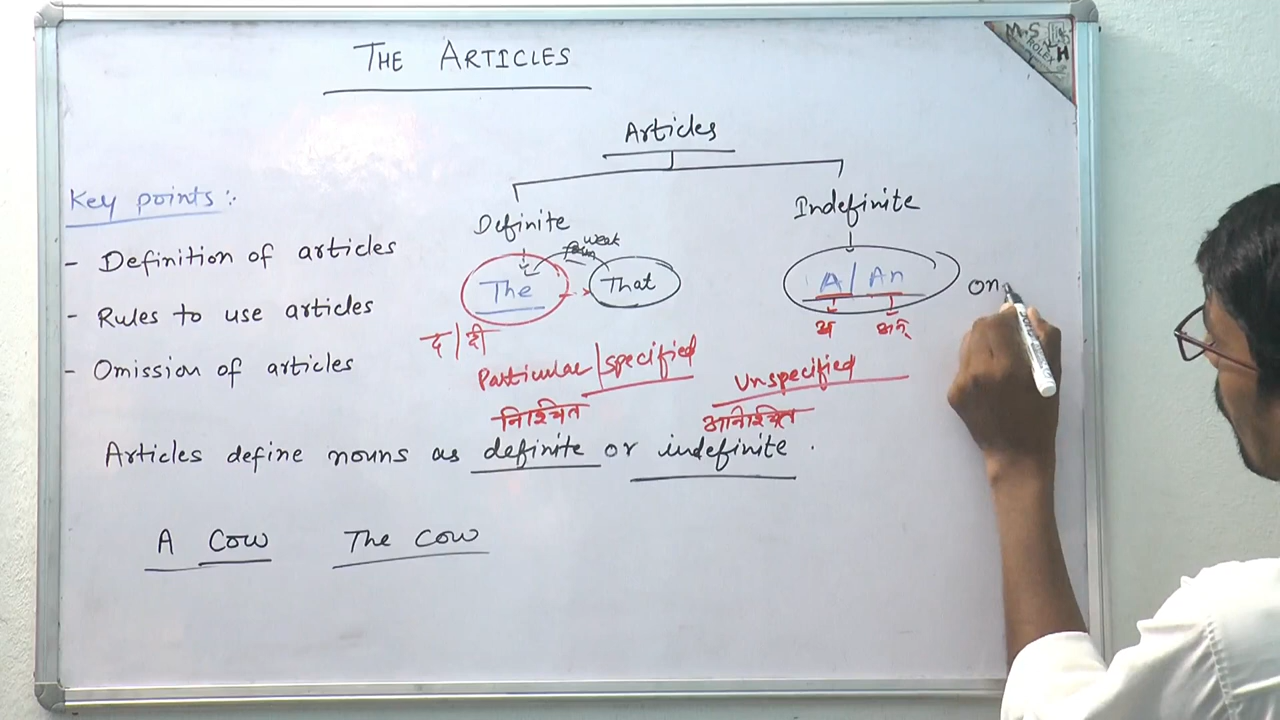 THE ARTICLES
M.S
ROLEX
H
Articles
Key points :-
Definite
Indefinite
- Definition of articles
weak
The
That
A / An
on
- Rules to use articles
द / दी
अ
अन्
- Omission of articles
Particular / specified
Unspecified
निश्चित
अनिश्चित
Articles define nouns as definite or indefinite .
A Cow
The Cow